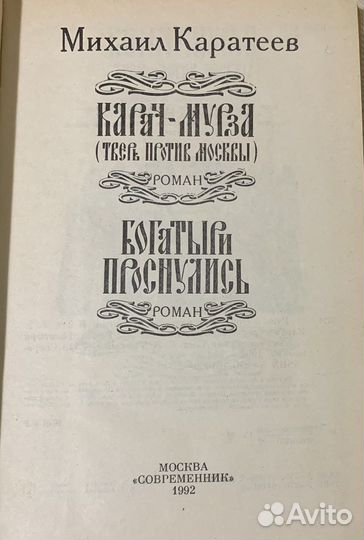 Михаил Каратеев
КАРАЧ-МУРЗА
(ТВЕРЬ ПРОТИВ МОСКВЫ)
РОМАН
БОГАТЫРИ
ПРОСНУЛИСЬ
РОМАН
МОСКВА
«СОВРЕМЕННИК»
1992
Avito